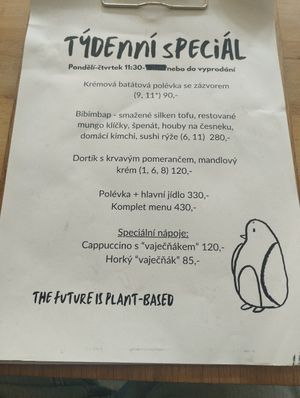 TÝDENNÍ SPECIÁL
Pondělí-čtvrtek 11:30- nebo do vyprodání
Krémová batátová polévka se zázvorem
(9, 11*) 90,-
Bibimbap - smažené silken tofu, restované
mungo klíčky, špenát, houby na česneku,
domácí kimchi, sushi rýže (6, 11) 280,-
Dortík s krvavým pomerančem, mandlový
krém (1, 6, 8) 120,-
Polévka + hlavní jídlo 330,-
Komplet menu 430,-
Speciální nápoje:
Cappuccino s "vaječňákem" 120,-
Horký "vaječňák" 85,-
THE FUTURE IS PLANT-BASED